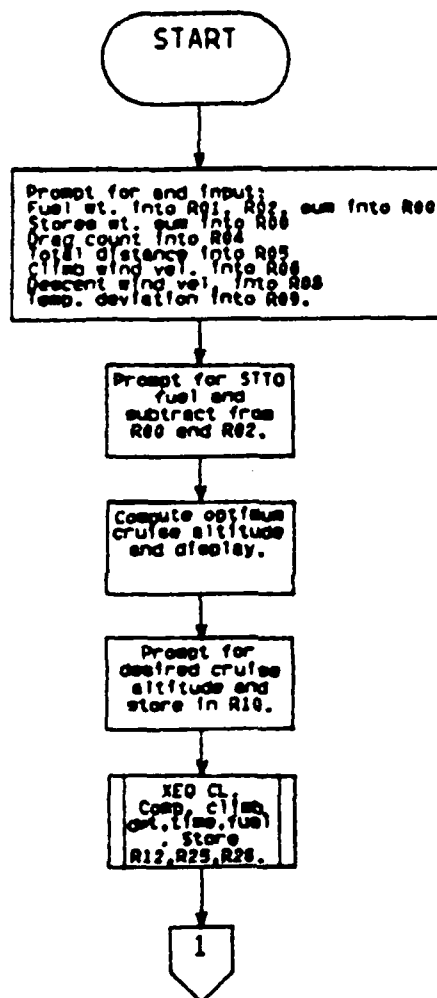 START
Prompt for and input:
Fuel wt. into R01, R02, sum into R00
Stores wt. sum into R00
Drag count into R04
Total distance into R05
Climb wind vel. into R06
Descent wind vel. into R08
Temp. deviation into R09.
Prompt for STTO
fuel and
subtract from
R00 and R02.
Compute optimum
cruise altitude
and display.
Prompt for
desired cruise
altitude and
store in R10.
XEQ CL.
Comp. climb
dst,time,fuel
. Store
R12,R25,R26.
1